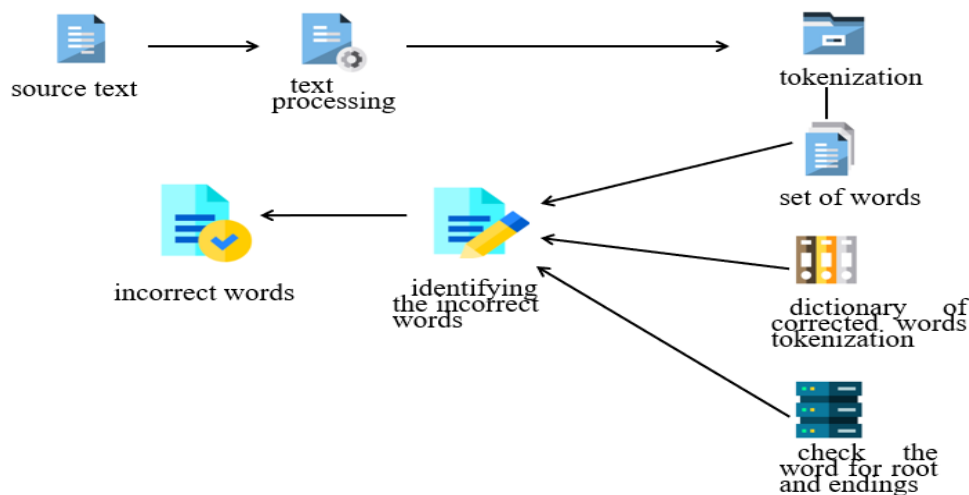 source text
text
processing
tokenization
set of words
incorrect words
identifying
the incorrect
words
dictionary of
corrected words
tokenization
check the
word for root
and endings